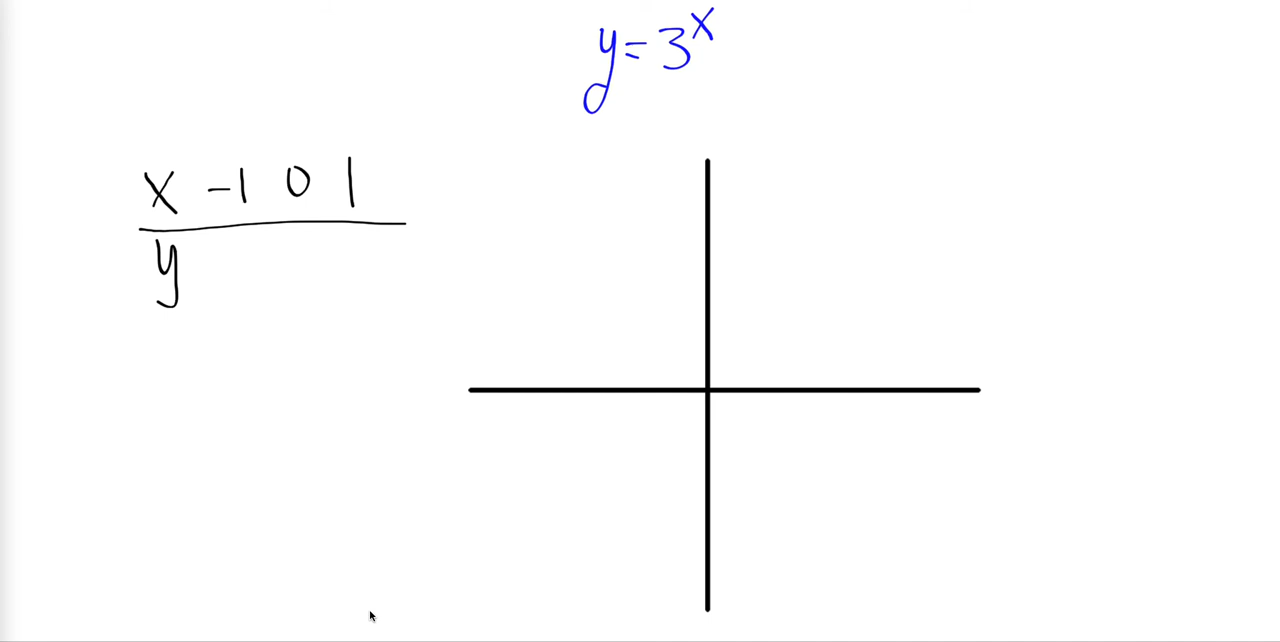 y = 3^x
x -1 0 1
y